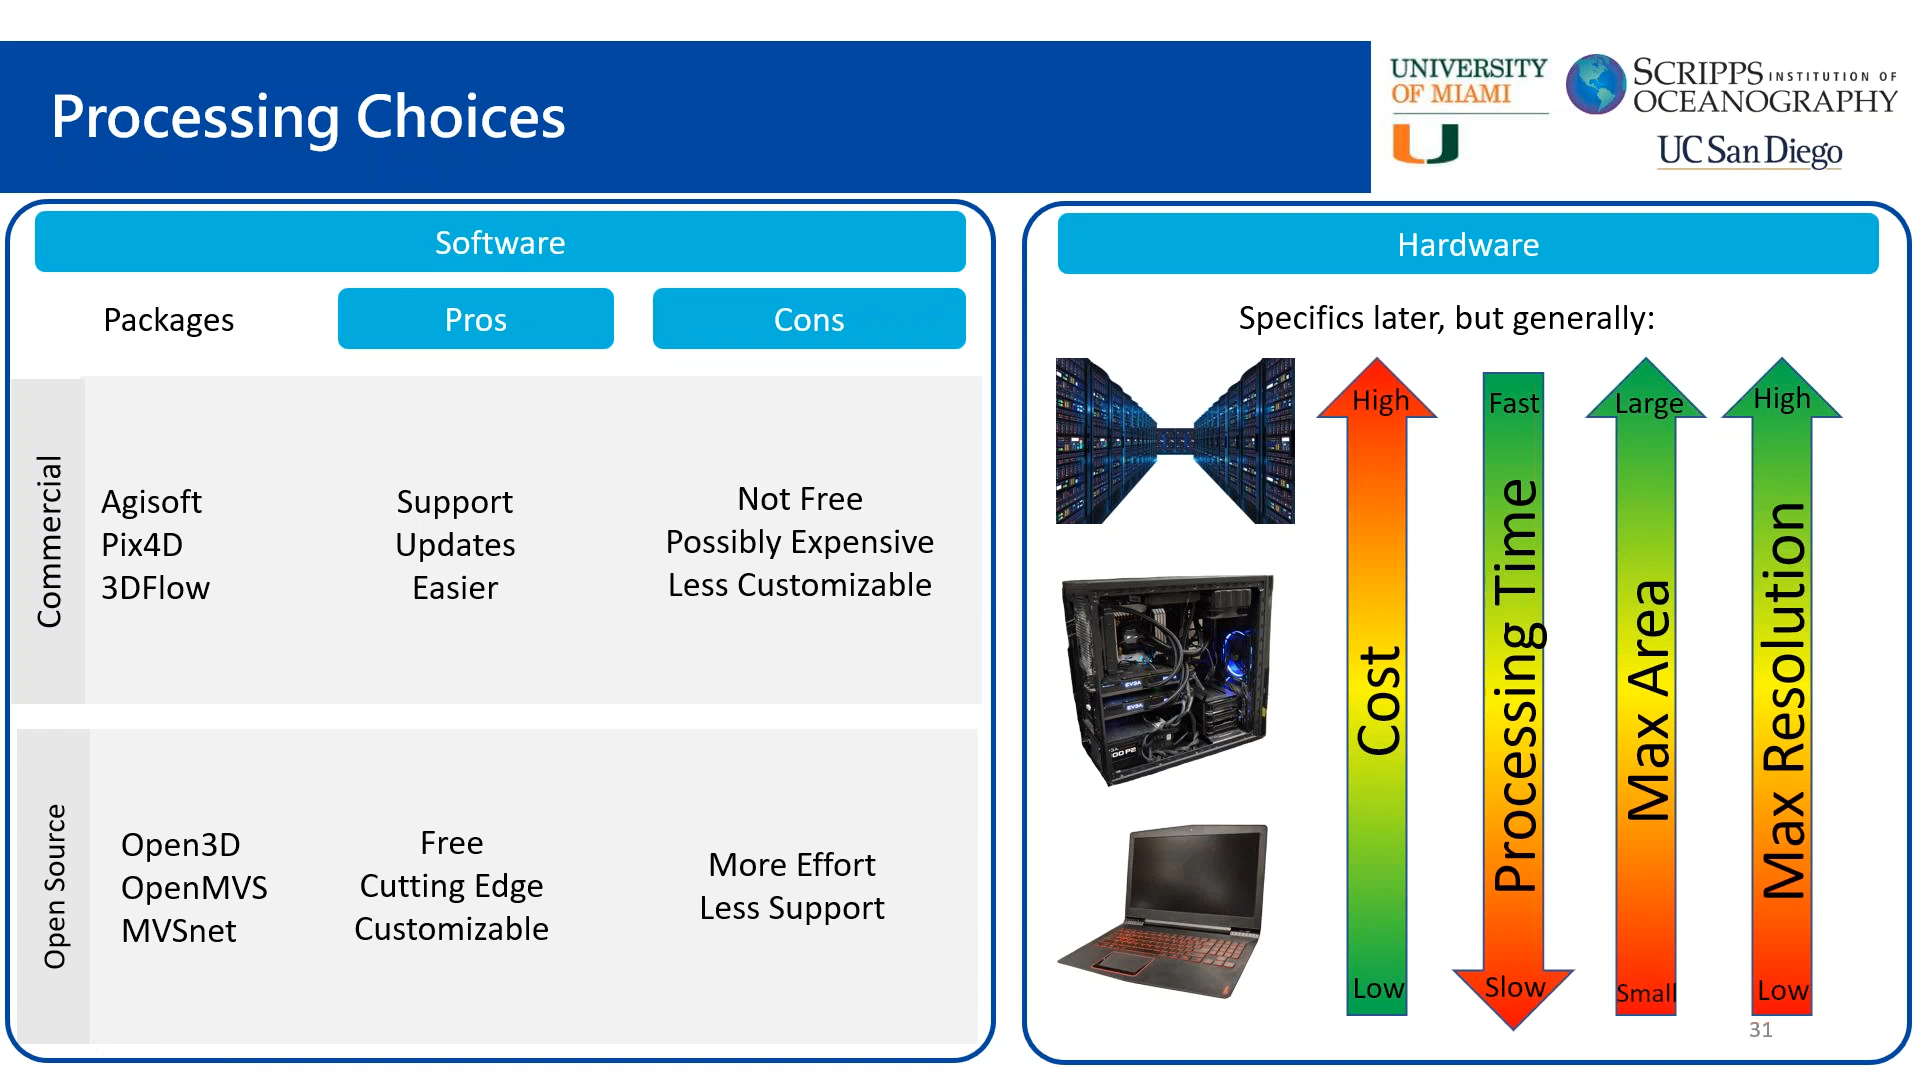 Processing Choices
UNIVERSITY
OF MIAMI
SCRIPPS INSTITUTION OF
OCEANOGRAPHY
UC San Diego
Software
Packages
Pros
Cons
Commercial
Agisoft
Pix4D
3DFlow
Support
Updates
Easier
Not Free
Possibly Expensive
Less Customizable
Open Source
Open3D
OpenMVS
MVSnet
Free
Cutting Edge
Customizable
More Effort
Less Support
Hardware
Specifics later, but generally:
EVGA
EVGA
High
Cost
Low
Fast
Processing Time
Slow
Large
Max Area
Small
High
Max Resolution
Low
31